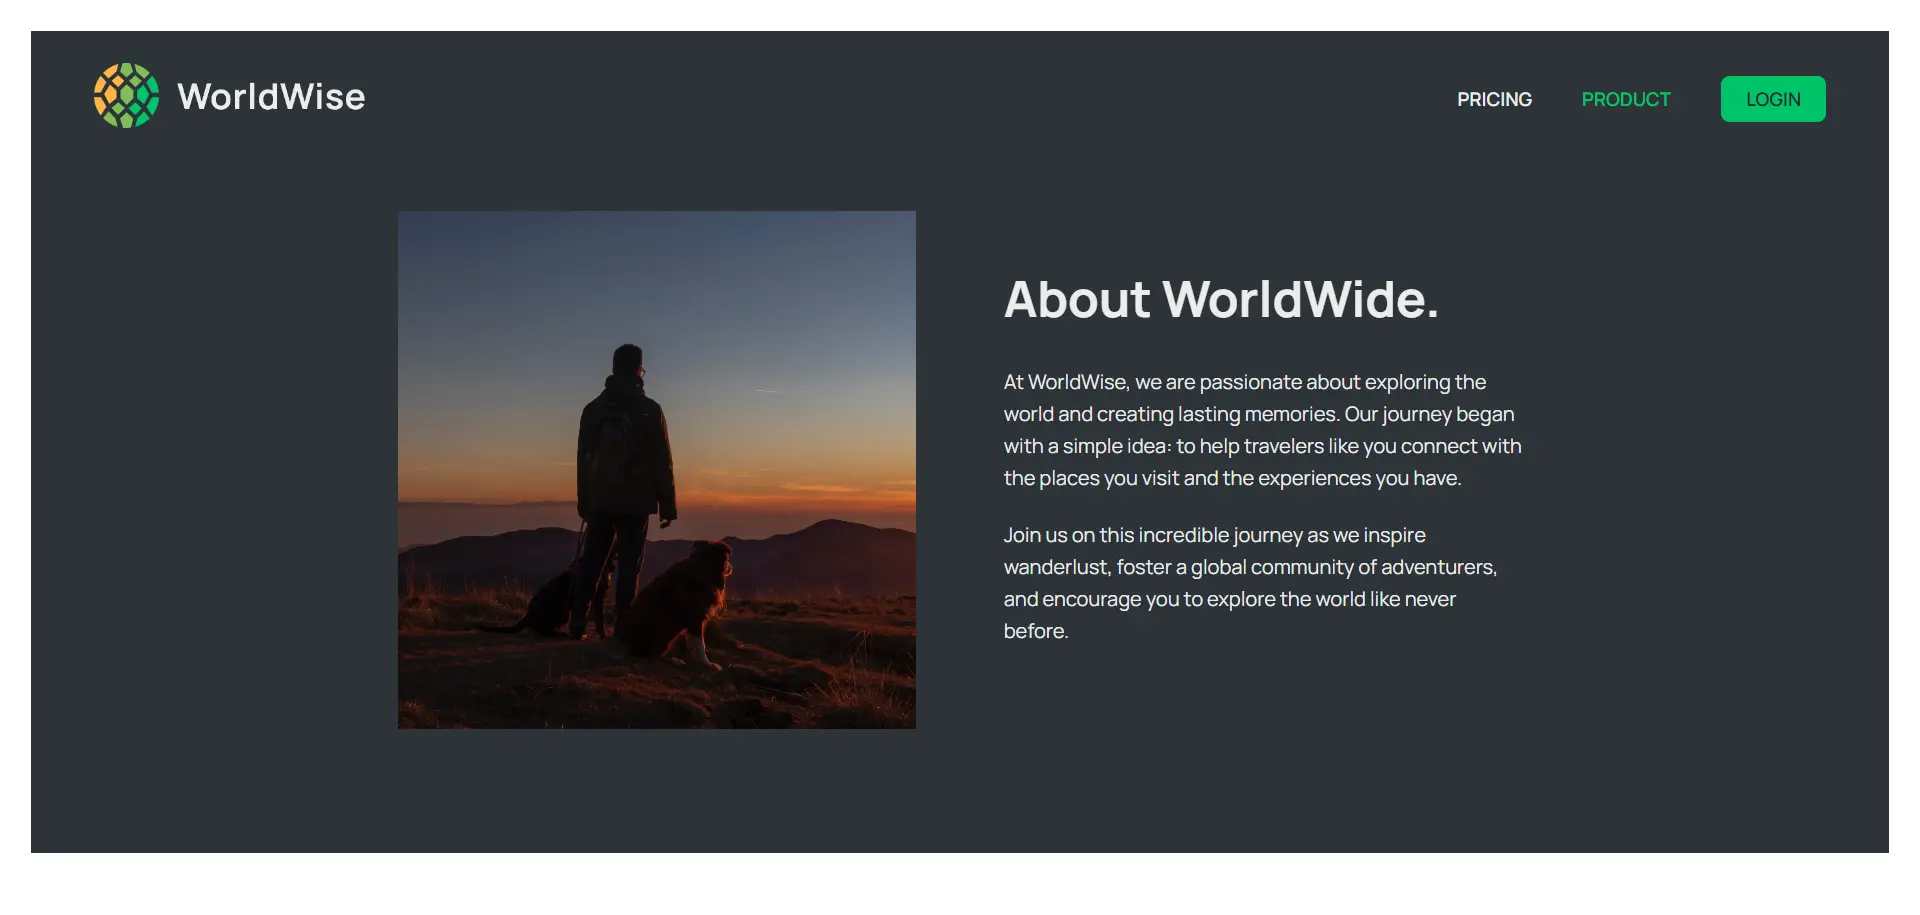 WorldWise
PRICING
PRODUCT
LOGIN
About WorldWide.
At WorldWise, we are passionate about exploring the
world and creating lasting memories. Our journey began
with a simple idea: to help travelers like you connect with
the places you visit and the experiences you have.
Join us on this incredible journey as we inspire
wanderlust, foster a global community of adventurers,
and encourage you to explore the world like never
before.